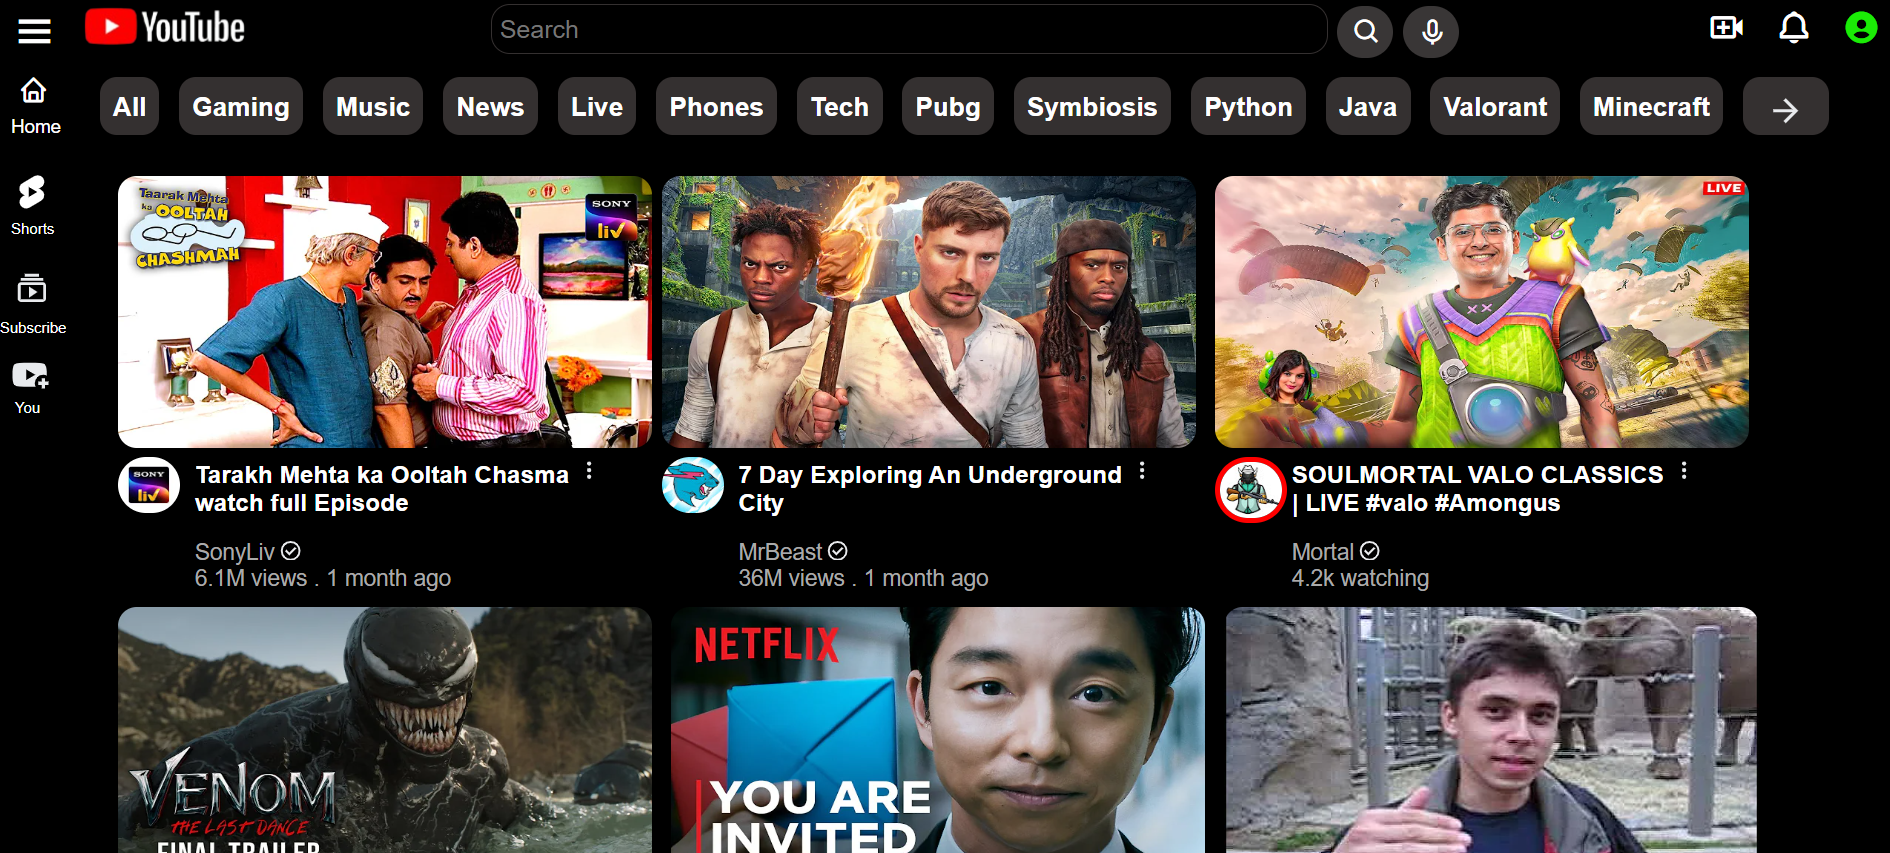 YouTube
Search
Home
Shorts
Subscribe
You
All
Gaming
Music
News
Live
Phones
Tech
Pubg
Symbiosis
Python
Java
Valorant
Minecraft
Taarak Mehta
ka OOLTAH
CHASHMAH
SONY
liv
LIVE
SONY
liv
Tarakh Mehta ka Ooltah Chasma
watch full Episode
SonyLiv
6.1M views . 1 month ago
7 Day Exploring An Underground
City
MrBeast
36M views . 1 month ago
SOULMORTAL VALO CLASSICS
| LIVE #valo #Amongus
Mortal
4.2k watching
VENOM
THE LAST DANCE
FINAL TRAILER
NETFLIX
YOU ARE
INVITED